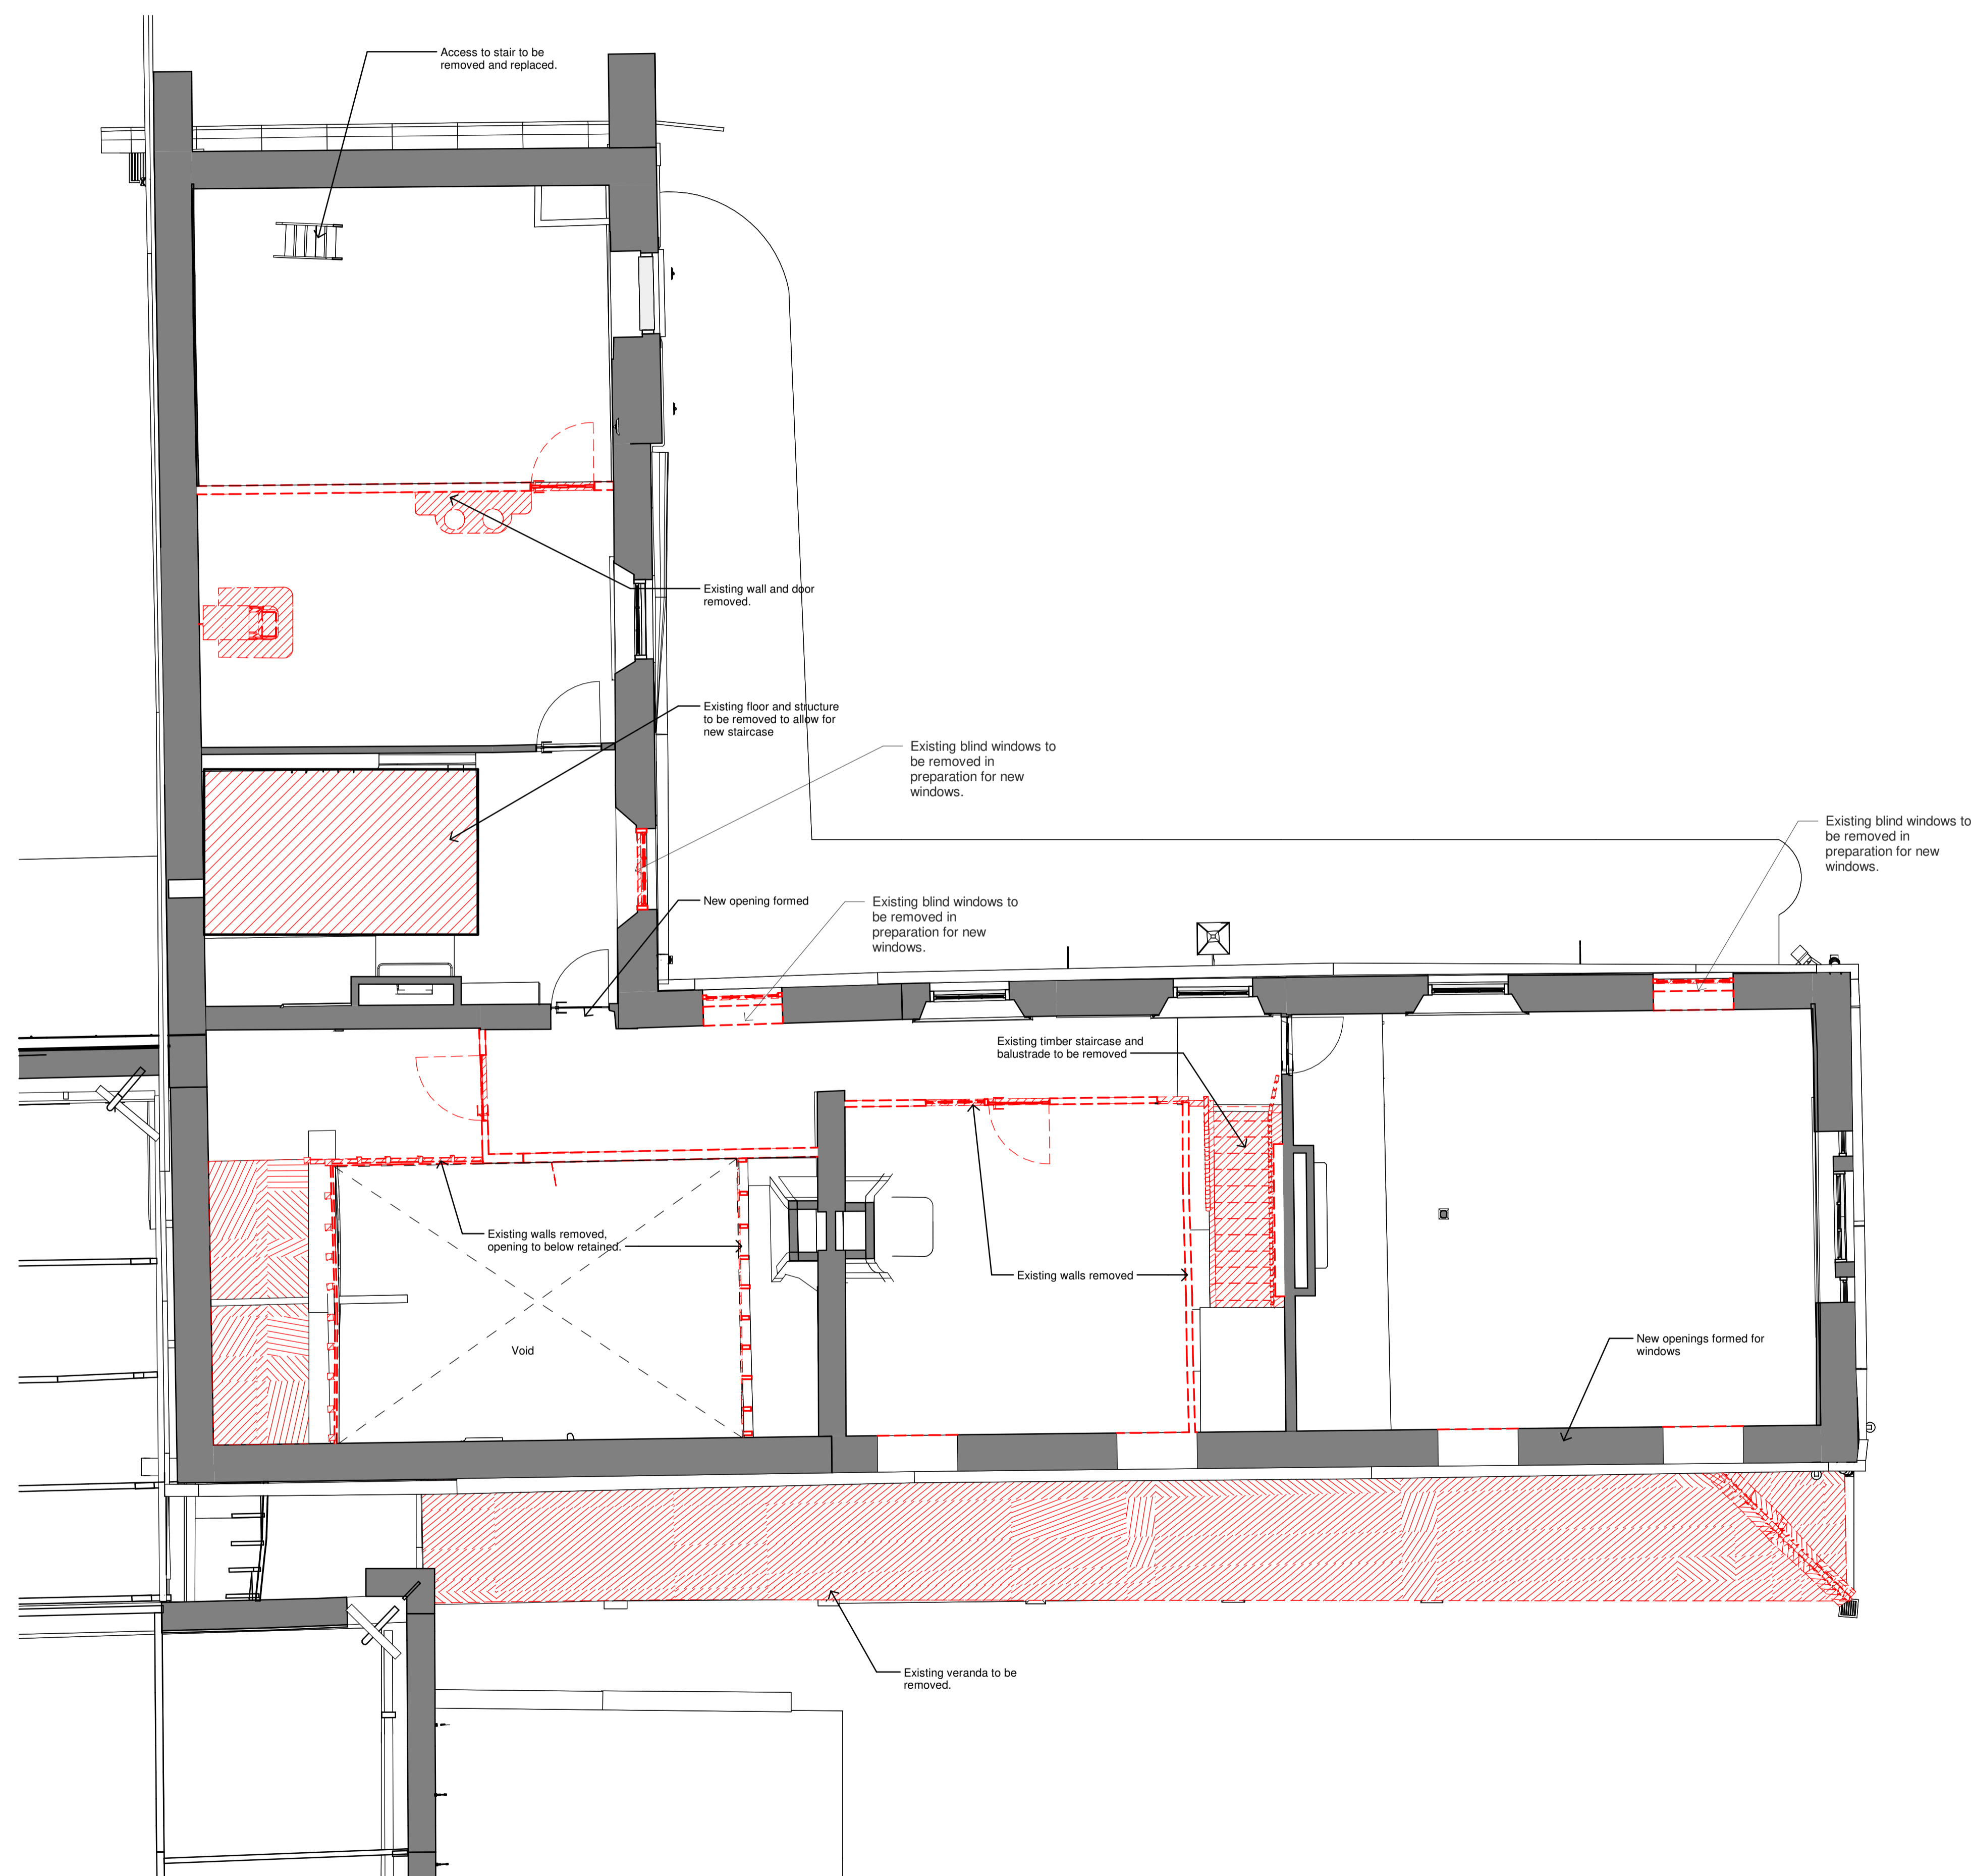 Access to stair to be
removed and replaced.
Existing wall and door
removed.
Existing floor and structure
to be removed to allow for
new staircase
Existing blind windows to
be removed in
preparation for new
windows.
Existing blind windows to
be removed in
preparation for new
windows.
New opening formed
Existing blind windows to
be removed in
preparation for new
windows.
Existing timber staircase and
balustrade to be removed
Existing walls removed,
opening to below retained.
Existing walls removed
Void
New openings formed for
windows
Existing veranda to be
removed.